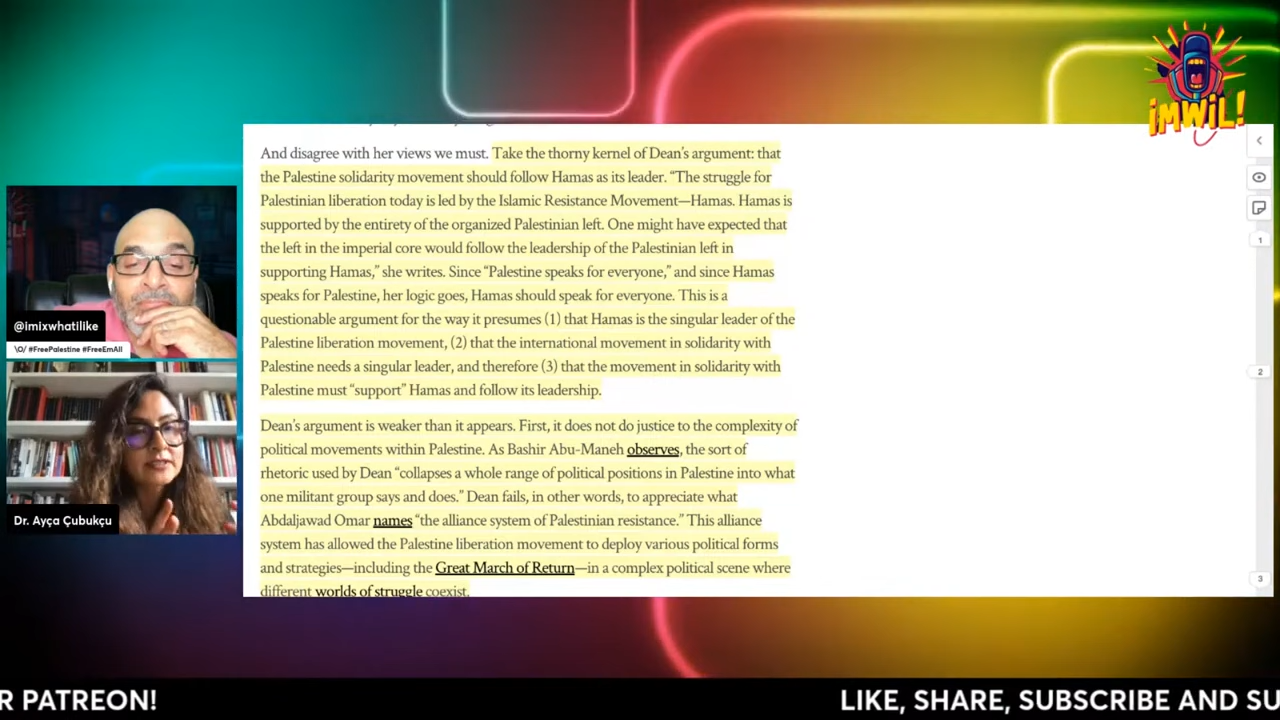 iMWiL!
And disagree with her views we must. Take the thorny kernel of Dean's argument: that
the Palestine solidarity movement should follow Hamas as its leader. “The struggle for
Palestinian liberation today is led by the Islamic Resistance Movement—Hamas. Hamas is
supported by the entirety of the organized Palestinian left. One might have expected that
the left in the imperial core would follow the leadership of the Palestinian left in
supporting Hamas,” she writes. Since “Palestine speaks for everyone,” and since Hamas
speaks for Palestine, her logic goes, Hamas should speak for everyone. This is a
questionable argument for the way it presumes (1) that Hamas is the singular leader of the
Palestine liberation movement, (2) that the international movement in solidarity with
Palestine needs a singular leader, and therefore (3) that the movement in solidarity with
Palestine must “support” Hamas and follow its leadership.
Dean's argument is weaker than it appears. First, it does not do justice to the complexity of
political movements within Palestine. As Bashir Abu-Maneh observes, the sort of
rhetoric used by Dean “collapses a whole range of political positions in Palestine into what
one militant group says and does.” Dean fails, in other words, to appreciate what
Abdaljawad Omar names “the alliance system of Palestinian resistance.” This alliance
system has allowed the Palestine liberation movement to deploy various political forms
and strategies—including the Great March of Return—in a complex political scene where
different worlds of struggle coexist.
1
2
3
@imixwhatilike
\O/ #FreePalestine #FreeEmAll
Dr. Ayça Çubukçu
R PATREON!
LIKE, SHARE, SUBSCRIBE AND SU